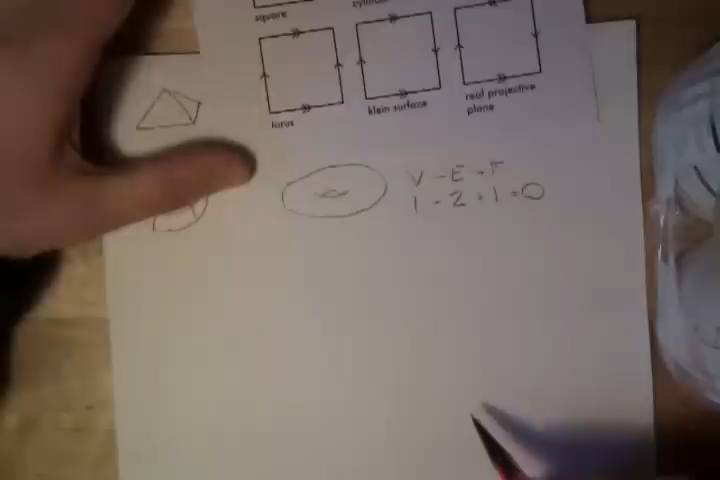 square
torus
klein surface
real projective
plane
V - E + F
1 - 2 + 1 = 0